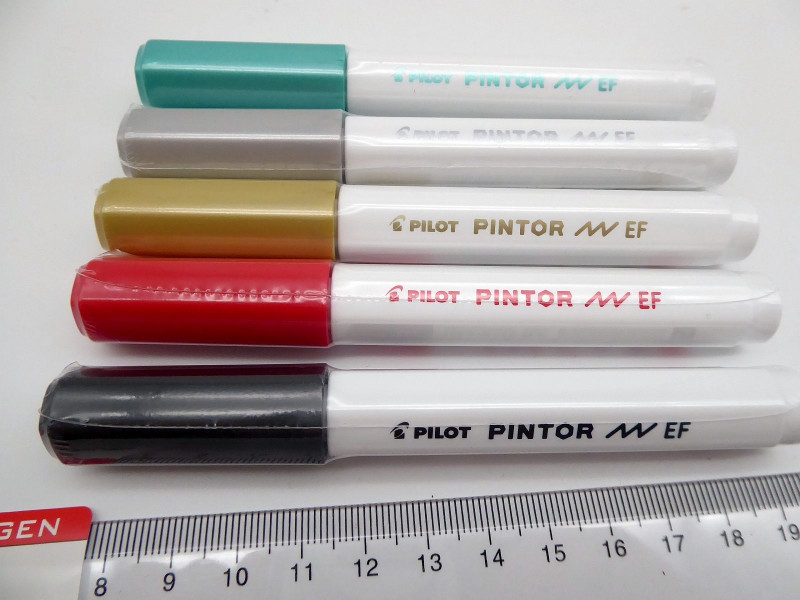 PILOT PINTOR EF
PILOT PINTOR EF
PILOT PINTOR EF
PILOT PINTOR EF
PILOT PINTOR EF
GEN
8 9 10 11 12 13 14 15 16 17 18 19